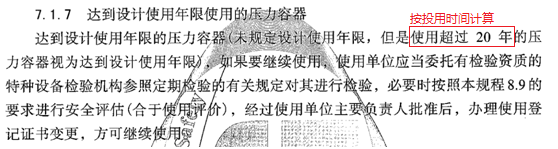 7.1.7 达到设计使用年限使用的压力容器
按投用时间计算
达到设计使用年限的压力容器(未规定设计使用年限,但是使用超过 20 年的压
力容器视为达到设计使用年限),如果要继续使用,使用单位应当委托有检验资质的
特种设备检验机构参照定期检验的有关规定对其进行检验,必要时按照本规程8.9的
要求进行安全评估(合于使用评价),经过使用单位主要负责人批准后,办理使用登
记证书变更,方可继续使用。
Safety